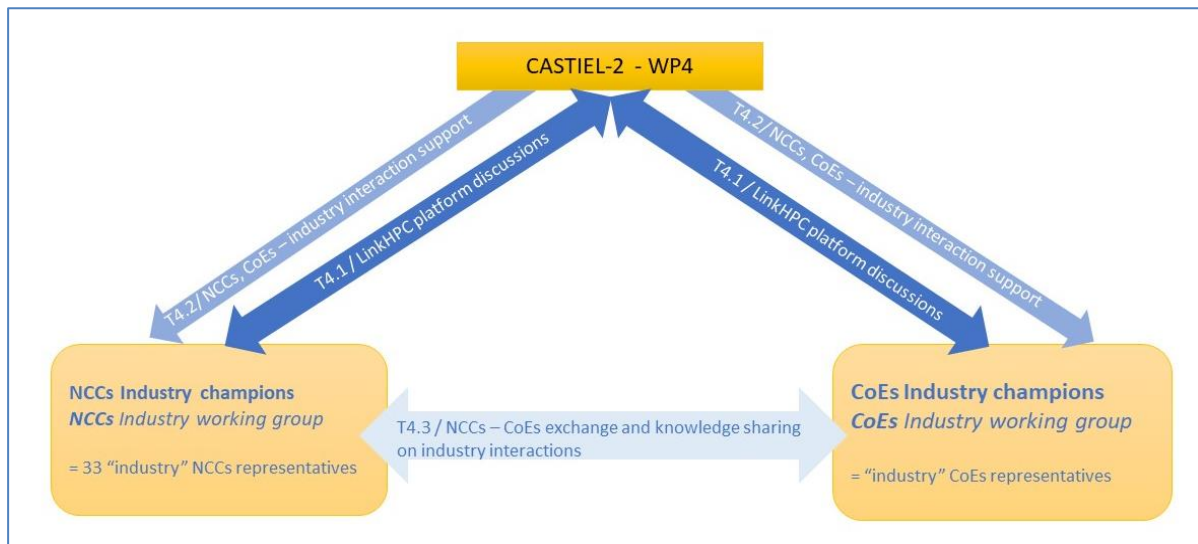 CASTIEL-2 - WP4
T4.2/ NCCs, CoEs – industry interaction support
T4.1 / LinkHPC platform discussions
T4.1 / LinkHPC platform discussions
T4.2/ NCCs, CoEs – industry interaction support
NCCs Industry champions
NCCs Industry working group
= 33 “industry” NCCs representatives
T4.3 / NCCs – CoEs exchange and knowledge sharing
on industry interactions
CoEs Industry champions
CoEs Industry working group
= “industry” CoEs representatives